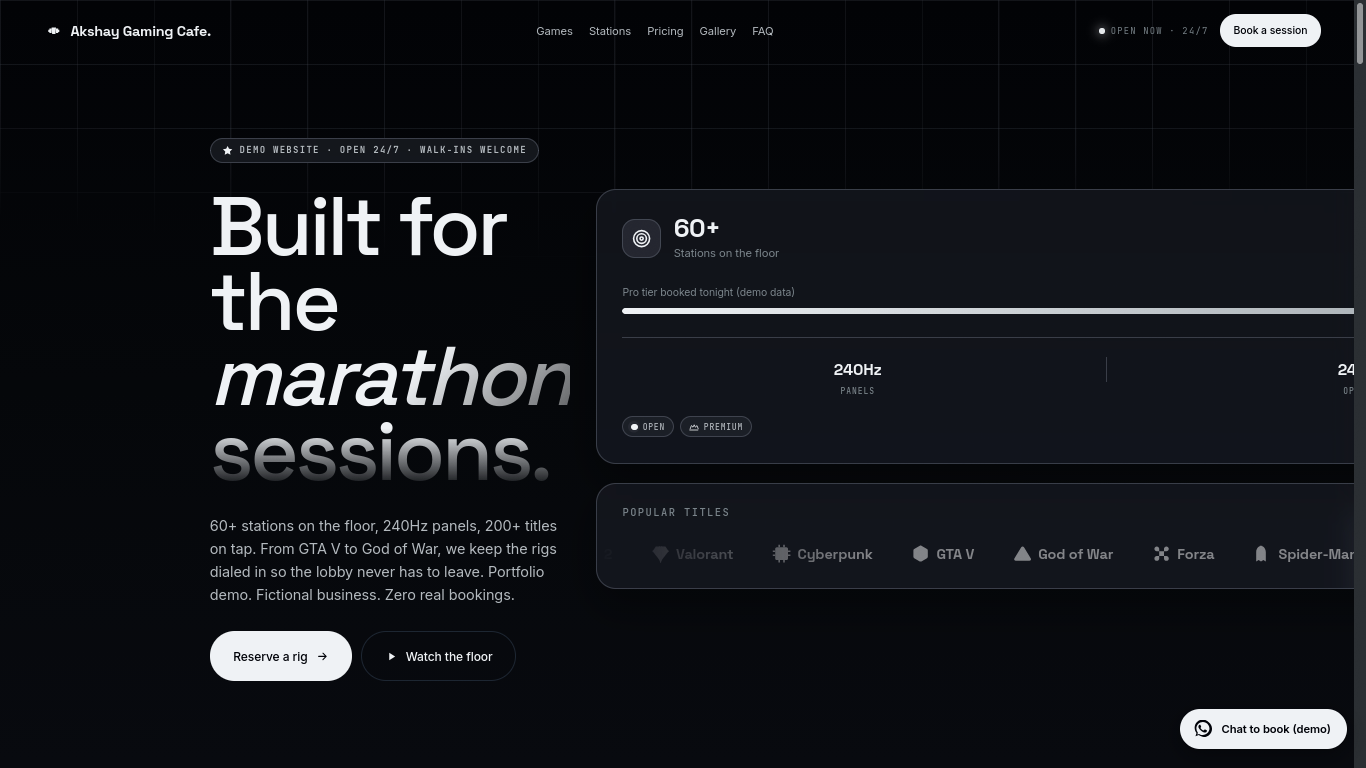 Akshay Gaming Cafe.
Games Stations Pricing Gallery FAQ
OPEN NOW · 24/7
Book a session
DEMO WEBSITE · OPEN 24/7 · WALK-INS WELCOME
Built for
the
marathon
sessions.
60+ stations on the floor, 240Hz panels, 200+ titles
on tap. From GTA V to God of War, we keep the rigs
dialed in so the lobby never has to leave. Portfolio
demo. Fictional business. Zero real bookings.
Reserve a rig
Watch the floor
60+
Stations on the floor
Pro tier booked tonight (demo data)
240Hz
PANELS
24
OP
OPEN PREMIUM
POPULAR TITLES
Valorant Cyberpunk GTA V God of War Forza Spider-Man
Chat to book (demo)